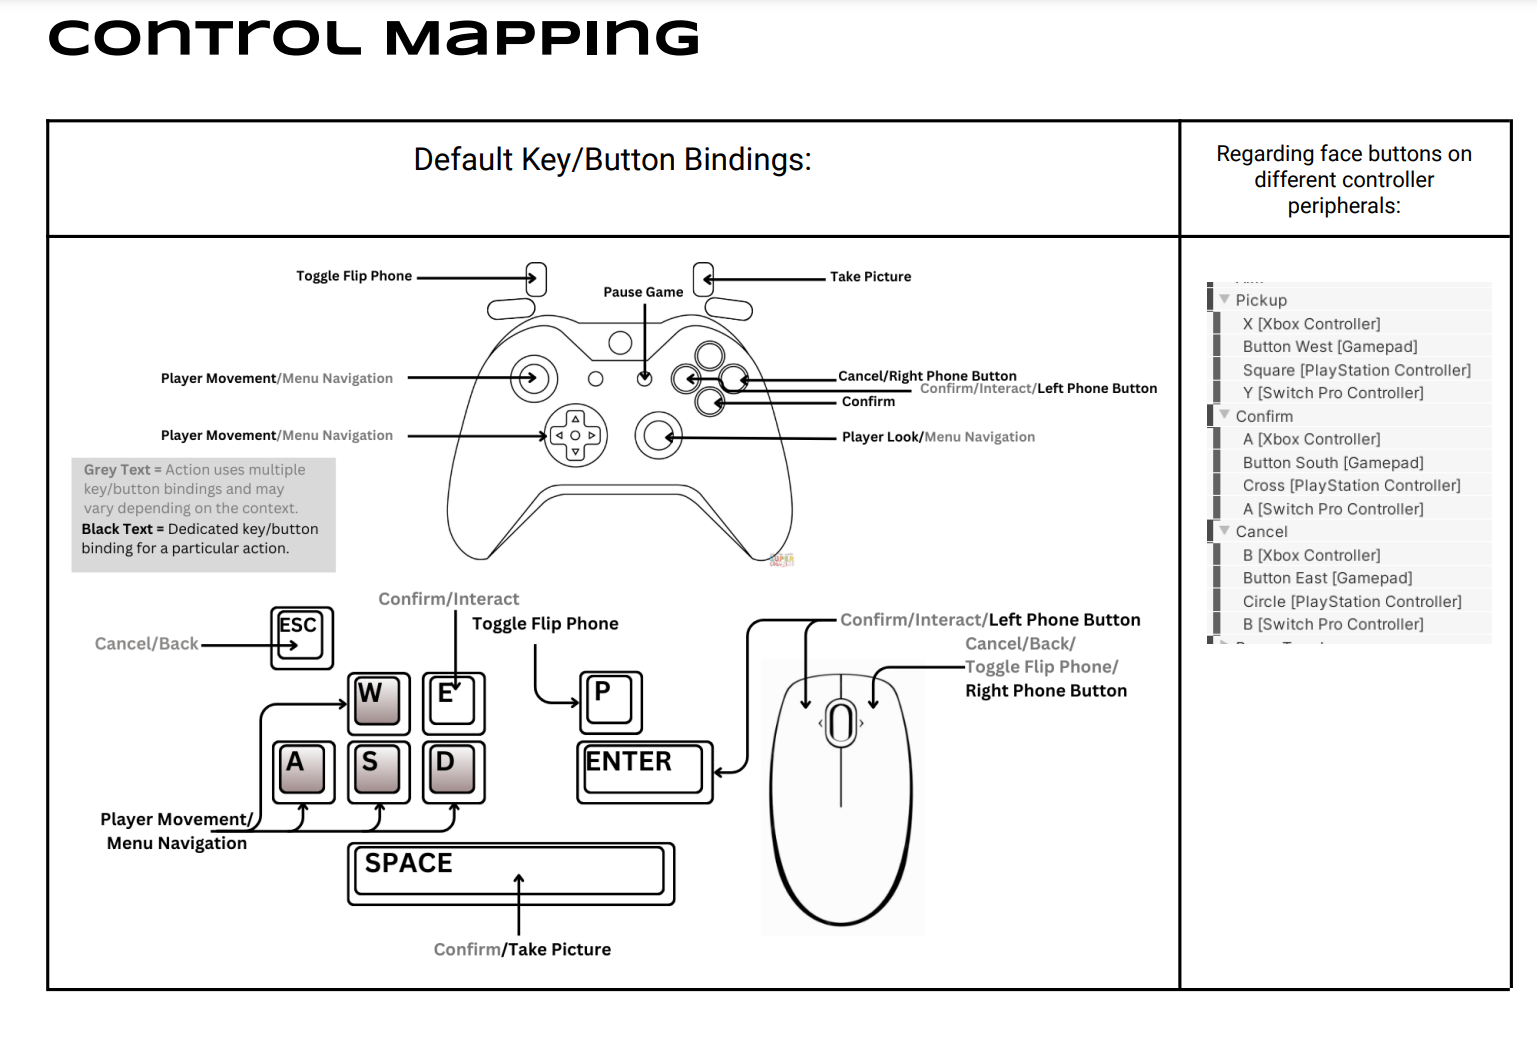 Control Mapping
Default Key/Button Bindings:
Regarding face buttons on
different controller
peripherals:
Toggle Flip Phone
Take Picture
Pause Game
Player Movement/Menu Navigation
Cancel/Right Phone Button
Confirm/Interact/Left Phone Button
Confirm
Player Movement/Menu Navigation
Player Look/Menu Navigation
Grey Text = Action uses multiple
key/button bindings and may
vary depending on the context.
Black Text = Dedicated key/button
binding for a particular action.
Confirm/Interact
Toggle Flip Phone
Cancel/Back
ESC
W
E
P
A
S
D
ENTER
Player Movement/
Menu Navigation
SPACE
Confirm/Take Picture
Confirm/Interact/Left Phone Button
Cancel/Back/
Toggle Flip Phone/
Right Phone Button
Pickup
X [Xbox Controller]
Button West [Gamepad]
Square [PlayStation Controller]
Y [Switch Pro Controller]
Confirm
A [Xbox Controller]
Button South [Gamepad]
Cross [PlayStation Controller]
A [Switch Pro Controller]
Cancel
B [Xbox Controller]
Button East [Gamepad]
Circle [PlayStation Controller]
B [Switch Pro Controller]